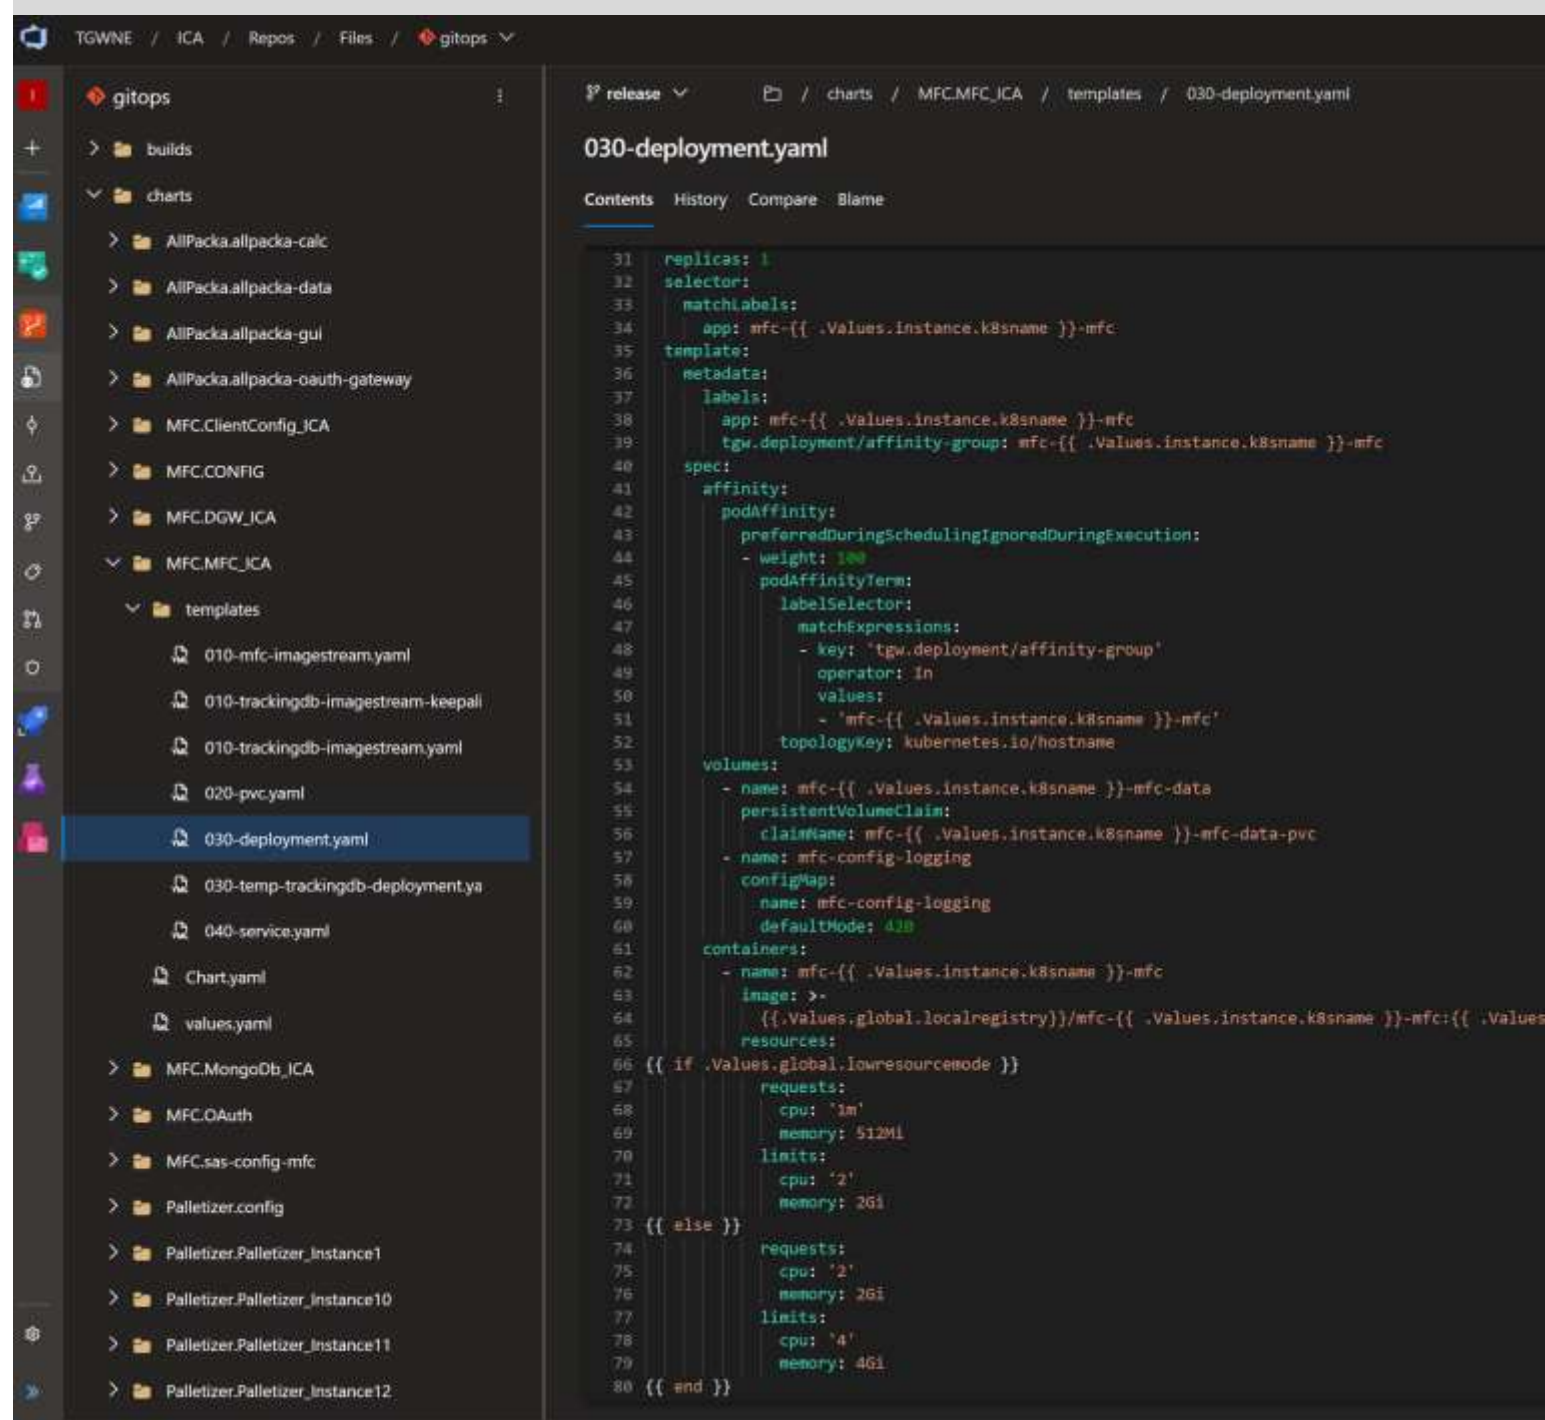 TGWNE / ICA / Repos / Files / gitops
gitops
builds
charts
AllPacka.allpacka-calc
AllPacka.allpacka-data
AllPacka.allpacka-gui
AllPacka.allpacka-oauth-gateway
MFC.ClientConfig_ICA
MFC.CONFIG
MFC.DGW_ICA
MFC.MFC_ICA
templates
010-mfc-imagestream.yaml
010-trackingdb-imagestream-keepali
010-trackingdb-imagestream.yaml
020-pvc.yaml
030-deployment.yaml
030-temp-trackingdb-deployment.ya
040-service.yaml
Chart.yaml
values.yaml
MFC.MongoDb_ICA
MFC.OAuth
MFC.sas-config-mfc
Palletizer.config
Palletizer.Palletizer_Instance1
Palletizer.Palletizer_Instance10
Palletizer.Palletizer_Instance11
Palletizer.Palletizer_Instance12
release / charts / MFC.MFC_ICA / templates / 030-deployment.yaml
030-deployment.yaml
Contents History Compare Blame
31 replicas: 1
32 selector:
33 matchLabels:
34 app: mfc-{{ .Values.instance.k8sname }}-mfc
35 template:
36 metadata:
37 labels:
38 app: mfc-{{ .Values.instance.k8sname }}-mfc
39 tgw.deployment/affinity-group: mfc-{{ .Values.instance.k8sname }}-mfc
40 spec:
41 affinity:
42 podAffinity:
43 preferredDuringSchedulingIgnoredDuringExecution:
44 - weight: 100
45 podAffinityTerm:
46 labelSelector:
47 matchExpressions:
48 - key: 'tgw.deployment/affinity-group'
49 operator: In
50 values:
51 - 'mfc-{{ .Values.instance.k8sname }}-mfc'
52 topologyKey: kubernetes.io/hostname
53 volumes:
54 - name: mfc-{{ .Values.instance.k8sname }}-mfc-data
55 persistentVolumeClaim:
56 claimName: mfc-{{ .Values.instance.k8sname }}-mfc-data-pvc
57 - name: mfc-config-logging
58 configMap:
59 name: mfc-config-logging
60 defaultMode: 420
61 containers:
62 - name: mfc-{{ .Values.instance.k8sname }}-mfc
63 image: >-
64 {{.Values.global.localregistry}}/mfc-{{ .Values.instance.k8sname }}-mfc:{{ .Values
65 resources:
66 {{ if .Values.global.lowresourcemode }}
67 requests:
68 cpu: '1m'
69 memory: 512Mi
70 limits:
71 cpu: '2'
72 memory: 2Gi
73 {{ else }}
74 requests:
75 cpu: '2'
76 memory: 2Gi
77 limits:
78 cpu: '4'
79 memory: 4Gi
80 {{ end }}